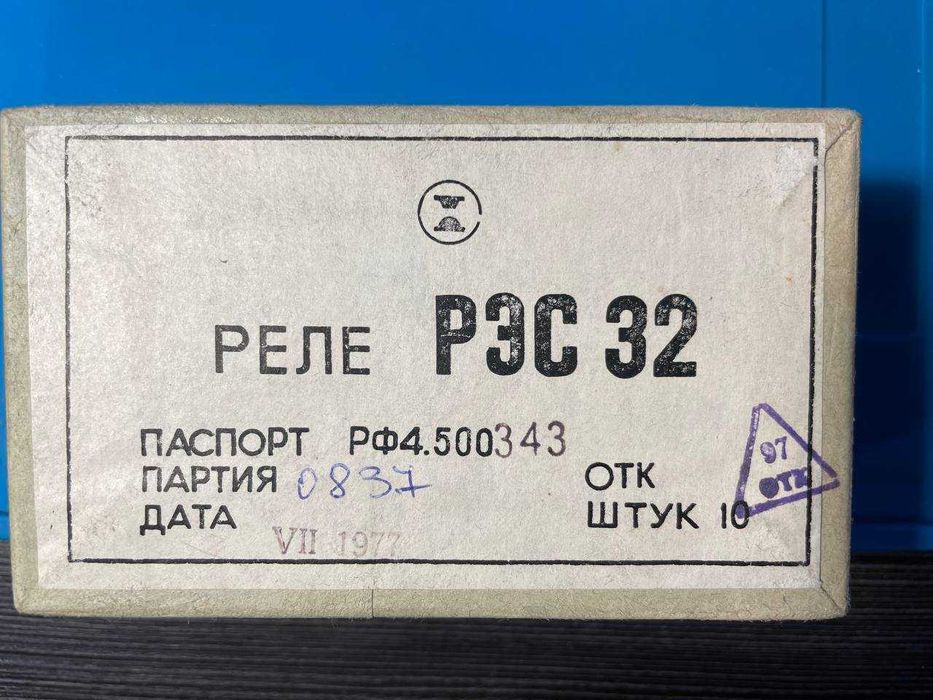 РЕЛЕ РЭС 32
ПАСПОРТ РФ4.500343
ПАРТИЯ 0837
ДАТА VII 1977
ОТК
ШТУК 10
97
ОТК